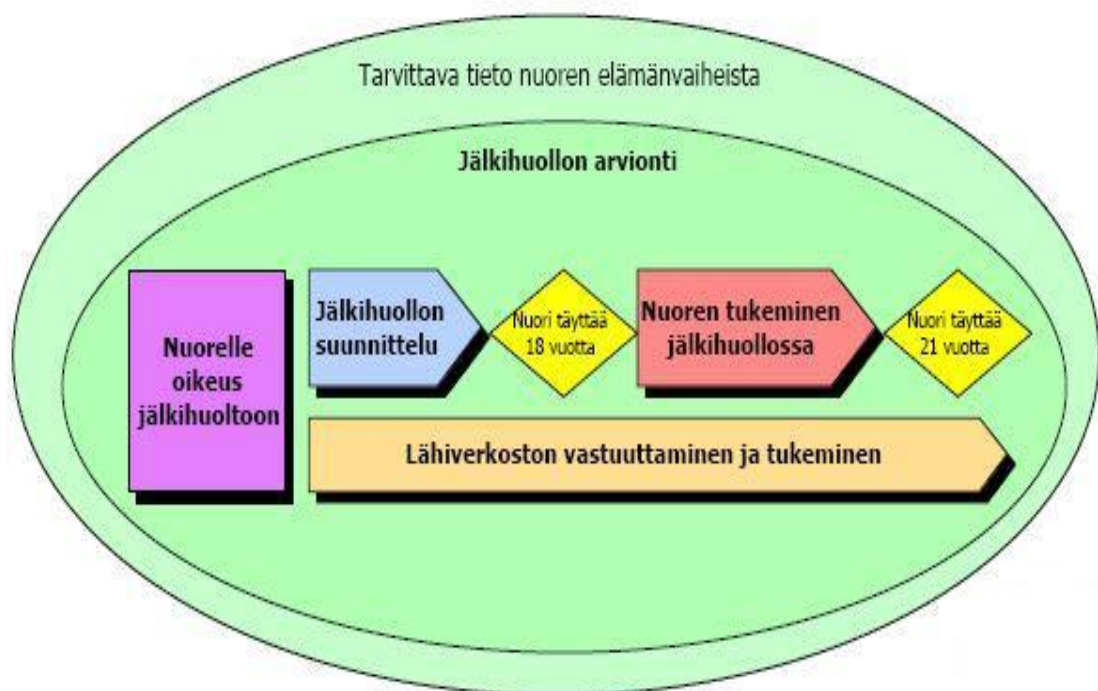 Tarvittava tieto nuoren elämänvaiheista
Jälkihuollon arvionti
Nuorelle
oikeus
jälkihuoltoon
Jälkihuollon
suunnittelu
Nuori täyttää
18 vuotta
Nuoren tukeminen
jälkihuollossa
Nuori täyttää
21 vuotta
Lähiverkoston vastuuttaminen ja tukeminen